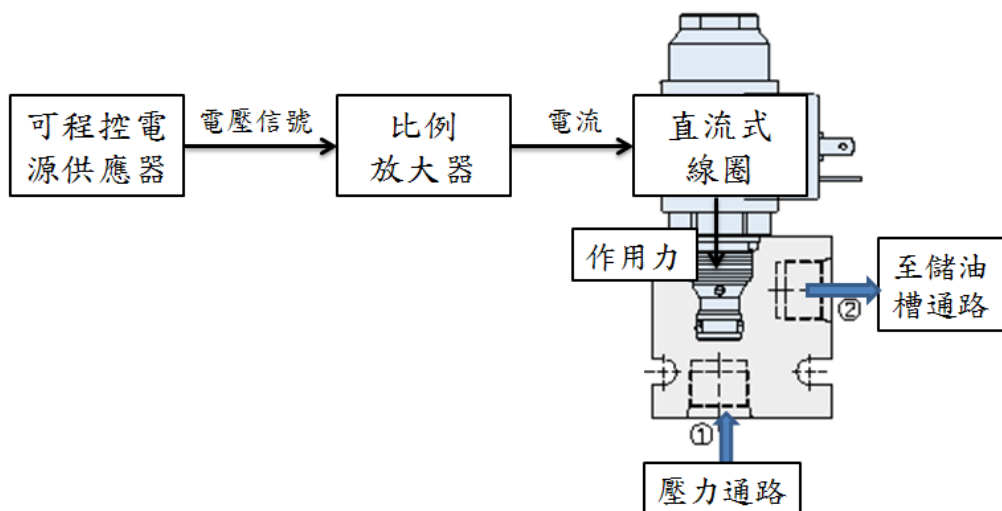 可程控電
源供應器
電壓信號
比例
放大器
電流
直流式
線圈
作用力
至儲油
槽通路
②
①
壓力通路